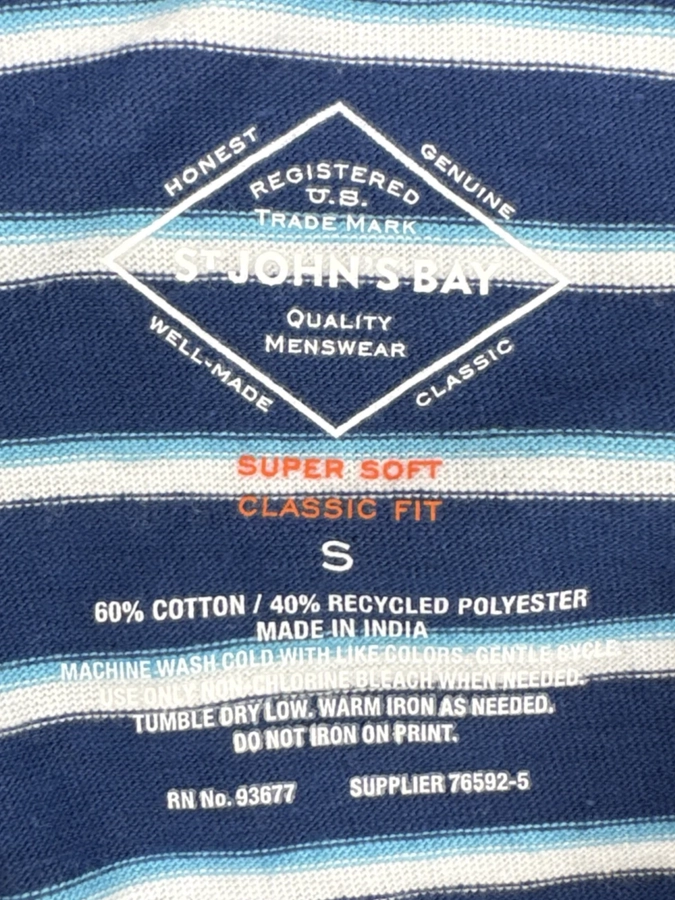 HONEST
GENUINE
REGISTERED
U.S.
TRADE MARK
ST JOHN'S BAY
QUALITY
MENSWEAR
WELL-MADE
CLASSIC
SUPER SOFT
CLASSIC FIT
S
60% COTTON / 40% RECYCLED POLYESTER
MADE IN INDIA
MACHINE WASH COLD WITH LIKE COLORS. GENTLE CYCLE
USE ONLY NON-CHLORINE BLEACH WHEN NEEDED.
TUMBLE DRY LOW. WARM IRON AS NEEDED.
DO NOT IRON ON PRINT.
RN No. 93677 SUPPLIER 76592-5